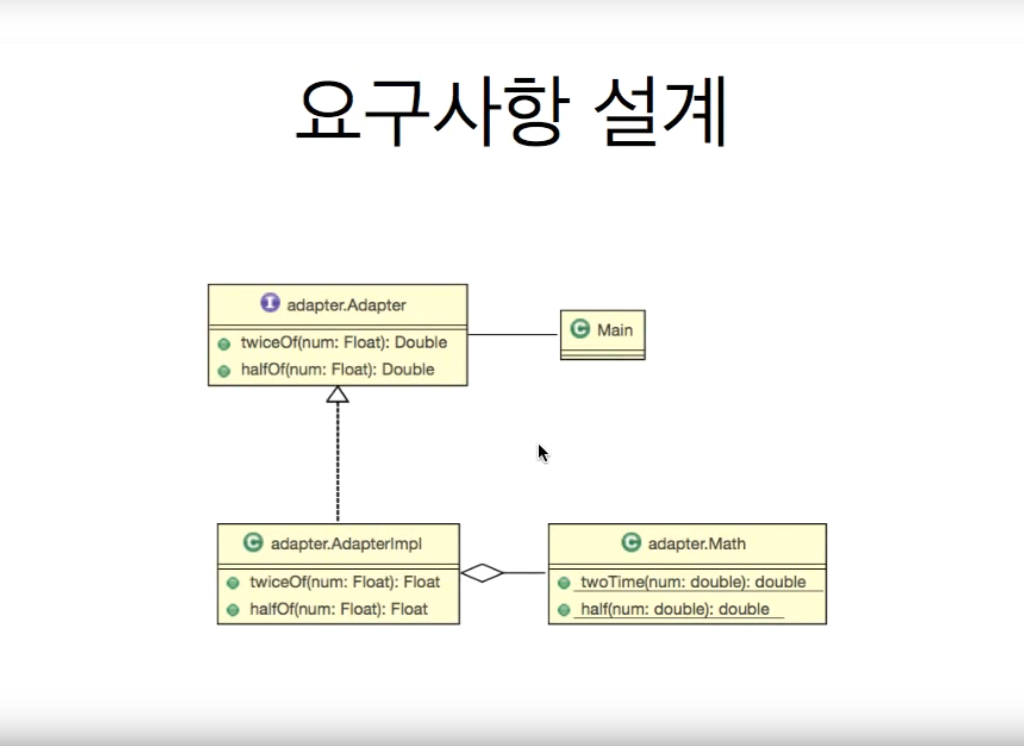 요구사항 설계
I adapter.Adapter
twiceOf(num: Float): Double
halfOf(num: Float): Double
C Main
C adapter.AdapterImpl
twiceOf(num: Float): Float
halfOf(num: Float): Float
C adapter.Math
twoTime(num: double): double
half(num: double): double